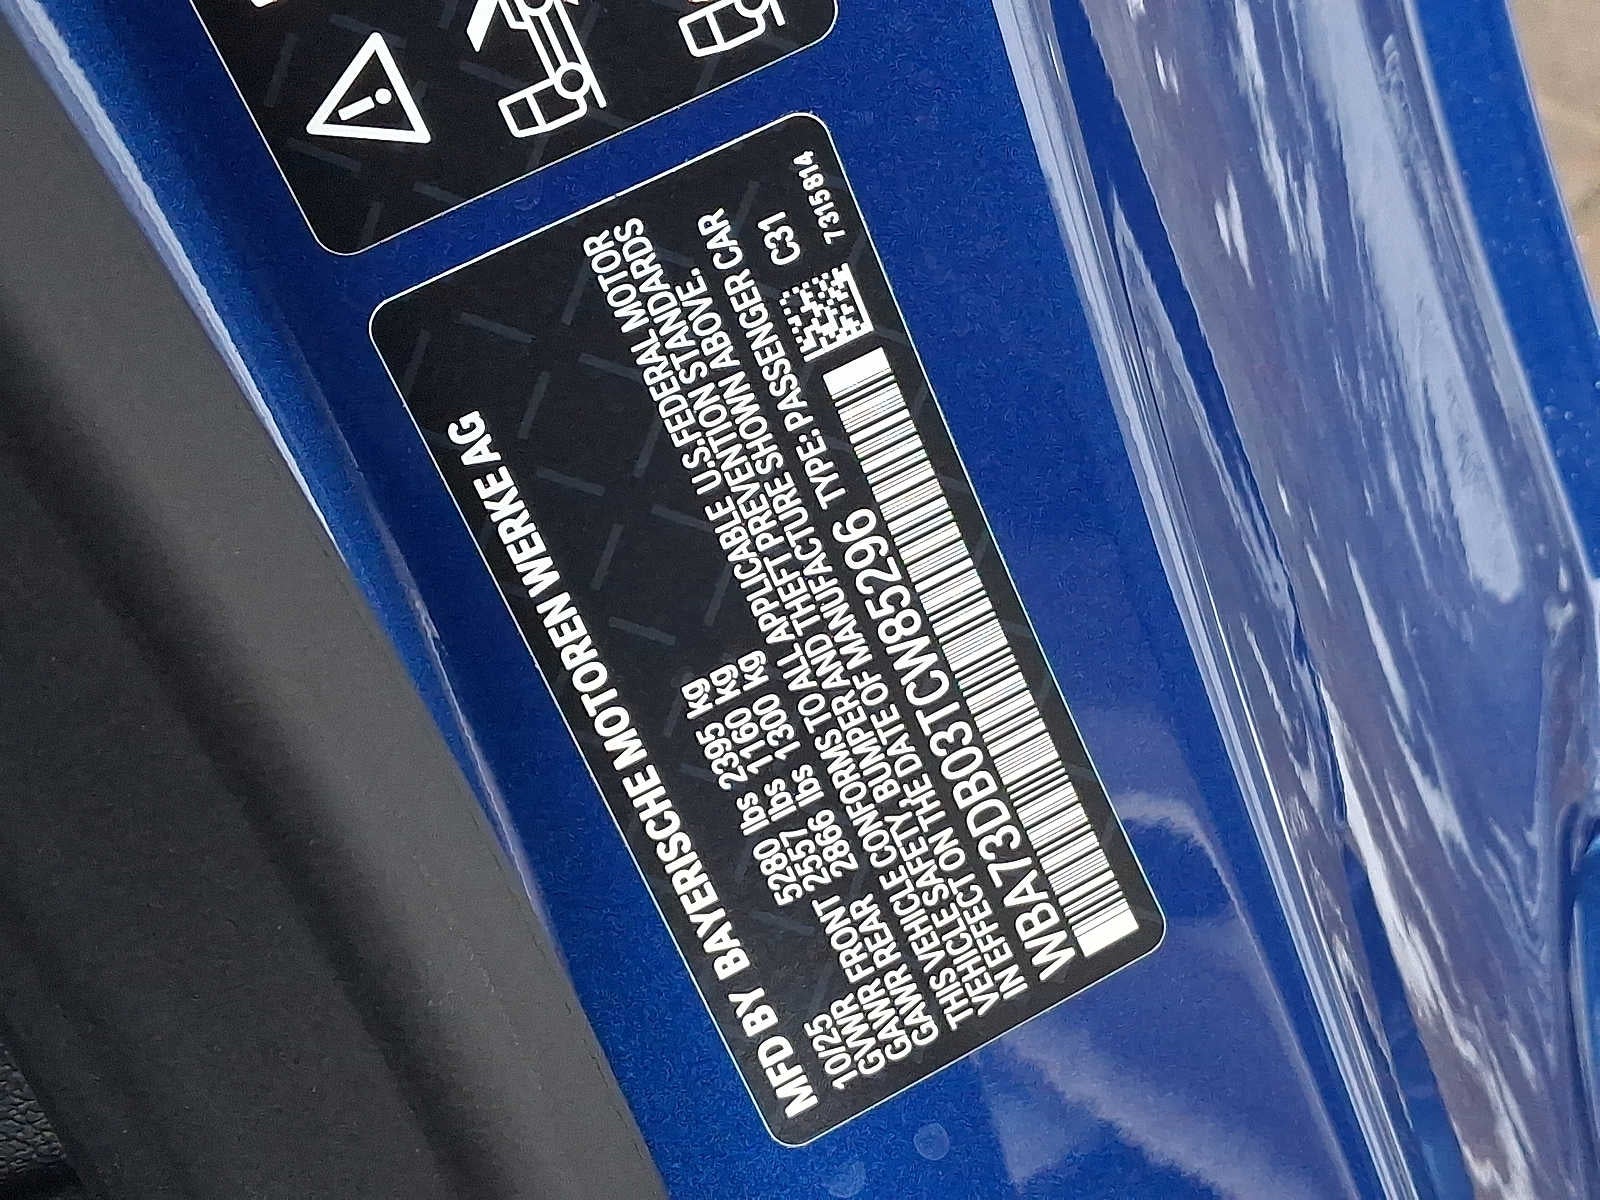 MFD BY BAYERISCHE MOTOREN WERKE AG
10/25
GVWR 5280 lbs 2395 kg
GAWR FRONT 2557 lbs 1160 kg
GAWR REAR 2866 lbs 1300 kg
THIS VEHICLE CONFORMS TO ALL APPLICABLE U.S.FEDERAL MOTOR
VEHICLE SAFETY, BUMPER AND THEFT PREVENTION STANDARDS
IN EFFECT ON THE DATE OF MANUFACTURE SHOWN ABOVE.
WBA73DB03TCW85296 TYPE: PASSENGER CAR
C31
7315814